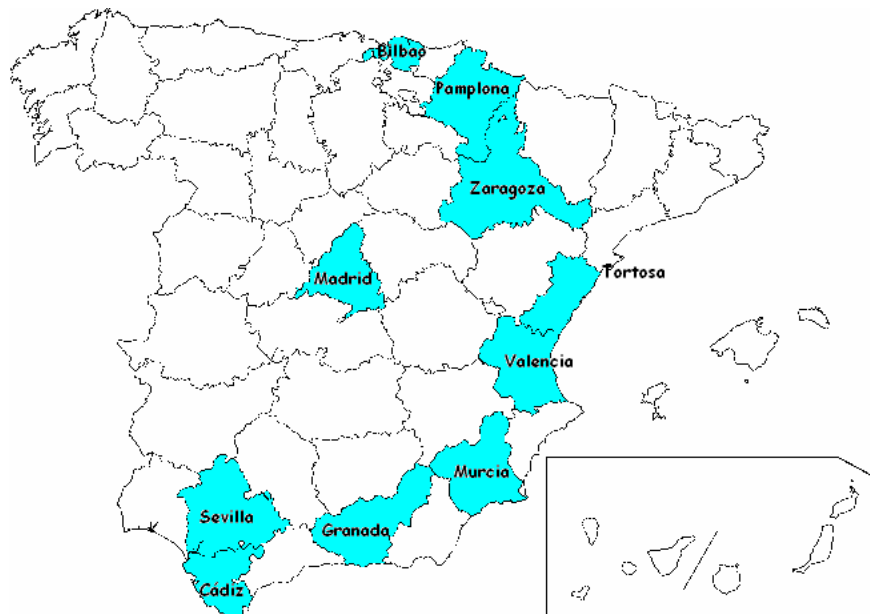 Bilbao
Pamplona
Zaragoza
Madrid
Tortosa
Valencia
Murcia
Sevilla
Granada
Cádiz